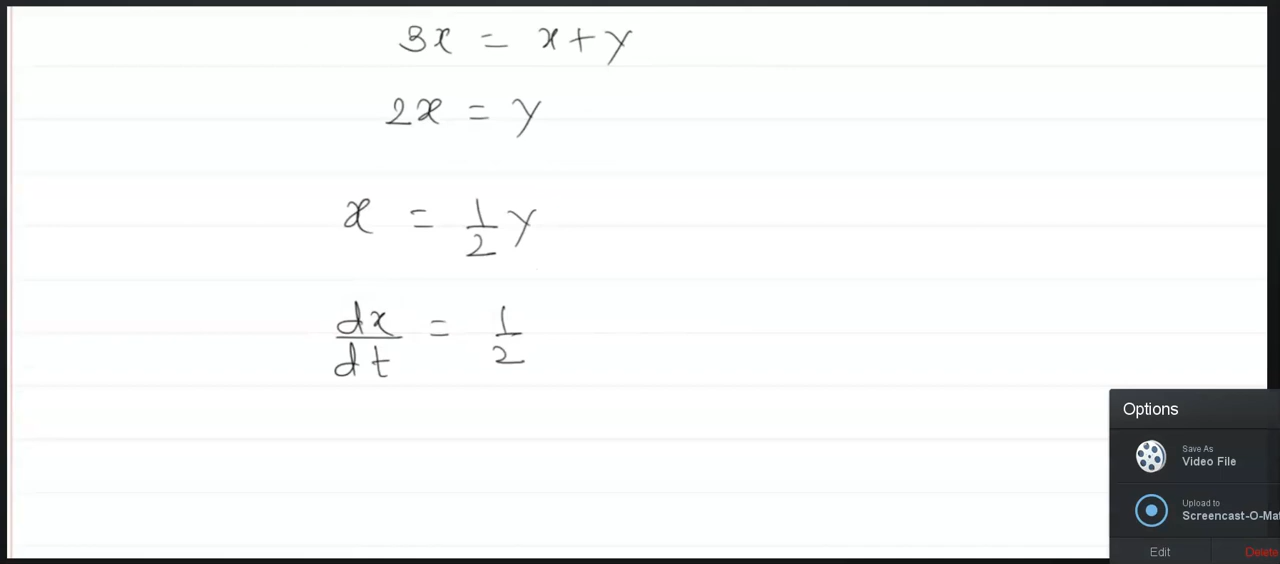 3x = x + y
2x = y
x = 1/2 y
dx/dt = 1/2
Options
Save As
Video File
Upload to
Screencast-O-Mat
Edit
Delete